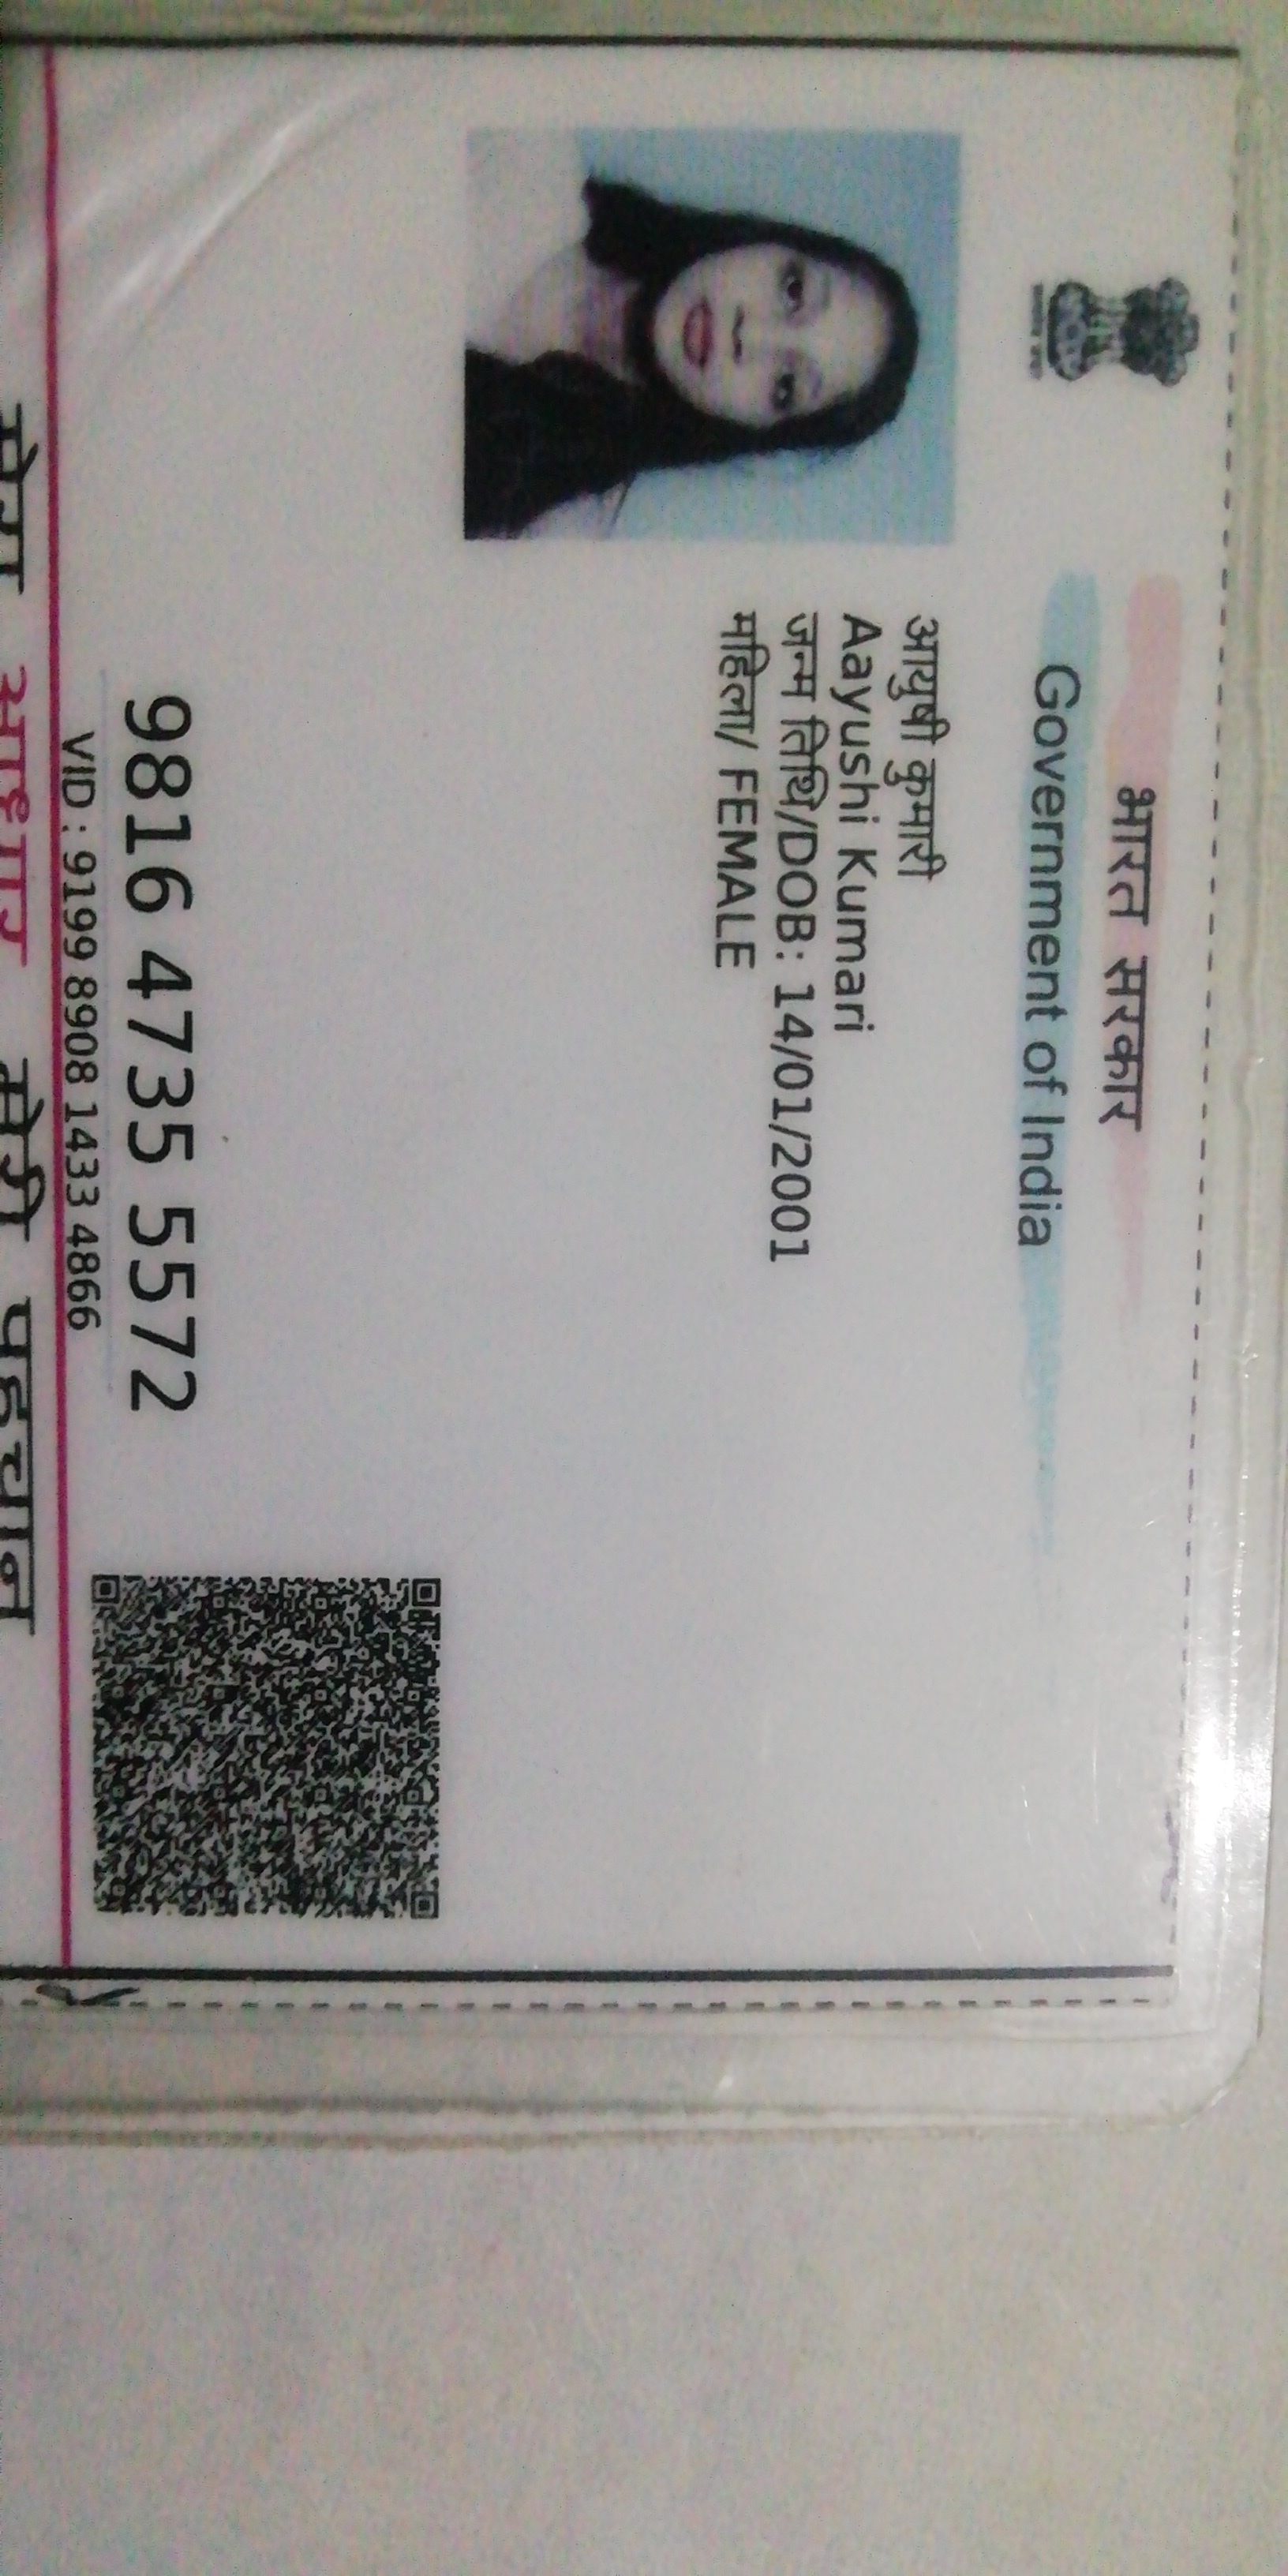 भारत सरकार
Government of India
आयुषी कुमारी
Aayushi Kumari
जन्म तिथि/DOB: 14/01/2001
महिला/ FEMALE
9816 4735 5572
VID : 9199 8908 1433 4866
मेरा आधार, मेरी पहचान